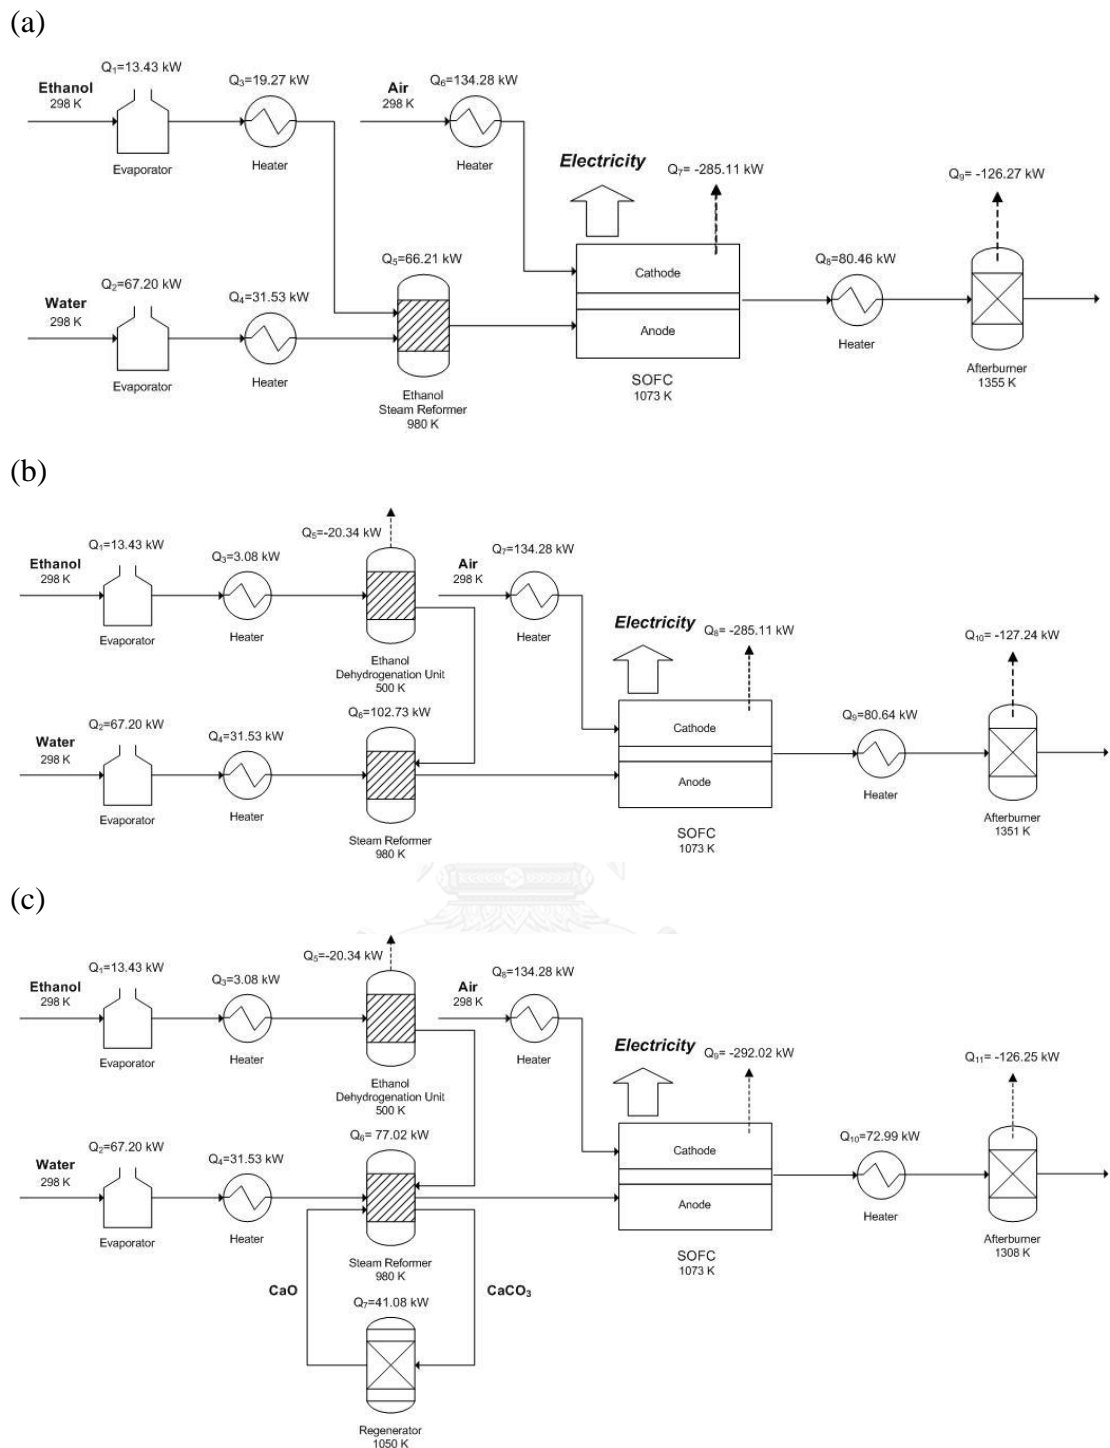 (a)
Q1=13.43 kW
Ethanol
298 K
Evaporator
Q3=19.27 kW
Heater
Air
298 K
Q6=134.28 kW
Heater
Electricity
Q7= -285.11 kW
Q9= -126.27 kW
Q2=67.20 kW
Water
298 K
Evaporator
Q4=31.53 kW
Heater
Q5=66.21 kW
Ethanol
Steam Reformer
980 K
Cathode
Anode
SOFC
1073 K
Q8=80.46 kW
Heater
Afterburner
1355 K
(b)
Q1=13.43 kW
Ethanol
298 K
Evaporator
Q3=3.08 kW
Heater
Q5=-20.34 kW
Ethanol
Dehydrogenation Unit
500 K
Air
298 K
Q7=134.28 kW
Heater
Electricity
Q8= -285.11 kW
Q10= -127.24 kW
Q2=67.20 kW
Water
298 K
Evaporator
Q4=31.53 kW
Heater
Q6=102.73 kW
Steam Reformer
980 K
Cathode
Anode
SOFC
1073 K
Q9=80.64 kW
Heater
Afterburner
1351 K
(c)
Q1=13.43 kW
Ethanol
298 K
Evaporator
Q3=3.08 kW
Heater
Q5=-20.34 kW
Ethanol
Dehydrogenation Unit
500 K
Air
298 K
Q8=134.28 kW
Heater
Electricity
Q9= -292.02 kW
Q11= -126.25 kW
Q2=67.20 kW
Water
298 K
Evaporator
Q4=31.53 kW
Heater
Q6= 77.02 kW
Steam Reformer
980 K
Cathode
Anode
SOFC
1073 K
Q10=72.99 kW
Heater
Afterburner
1308 K
CaO
CaCO3
Q7=41.08 kW
Regenerator
1050 K